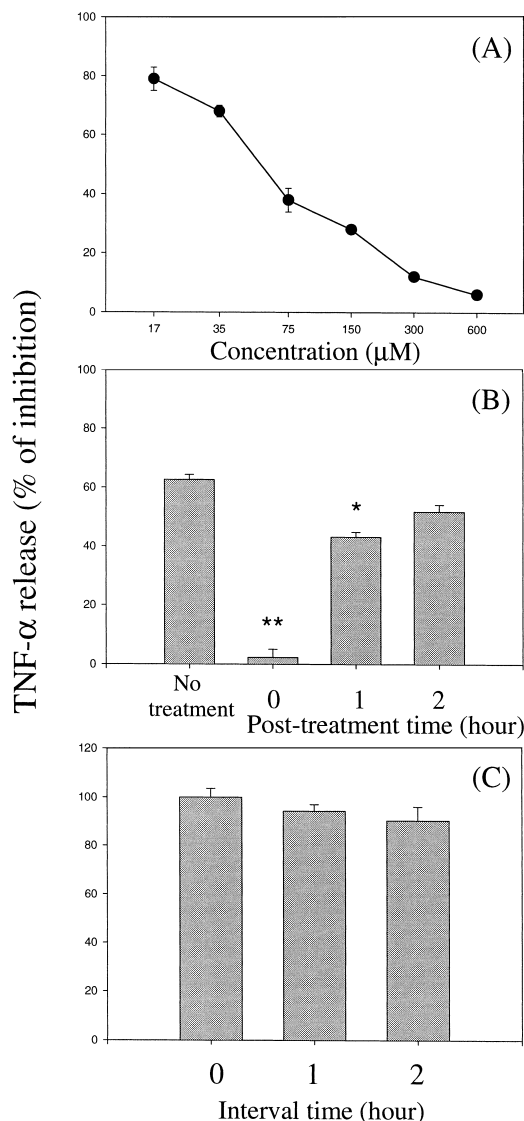 TNF-α release (% of inhibition)
(A)
100
80
60
40
20
0
17 35 75 150 300 600
Concentration (μM)
(B)
100
80
60
40
20
0
**
*
No
treatment
0 1 2
Post-treatment time (hour)
(C)
120
100
80
60
40
20
0
0 1 2
Interval time (hour)